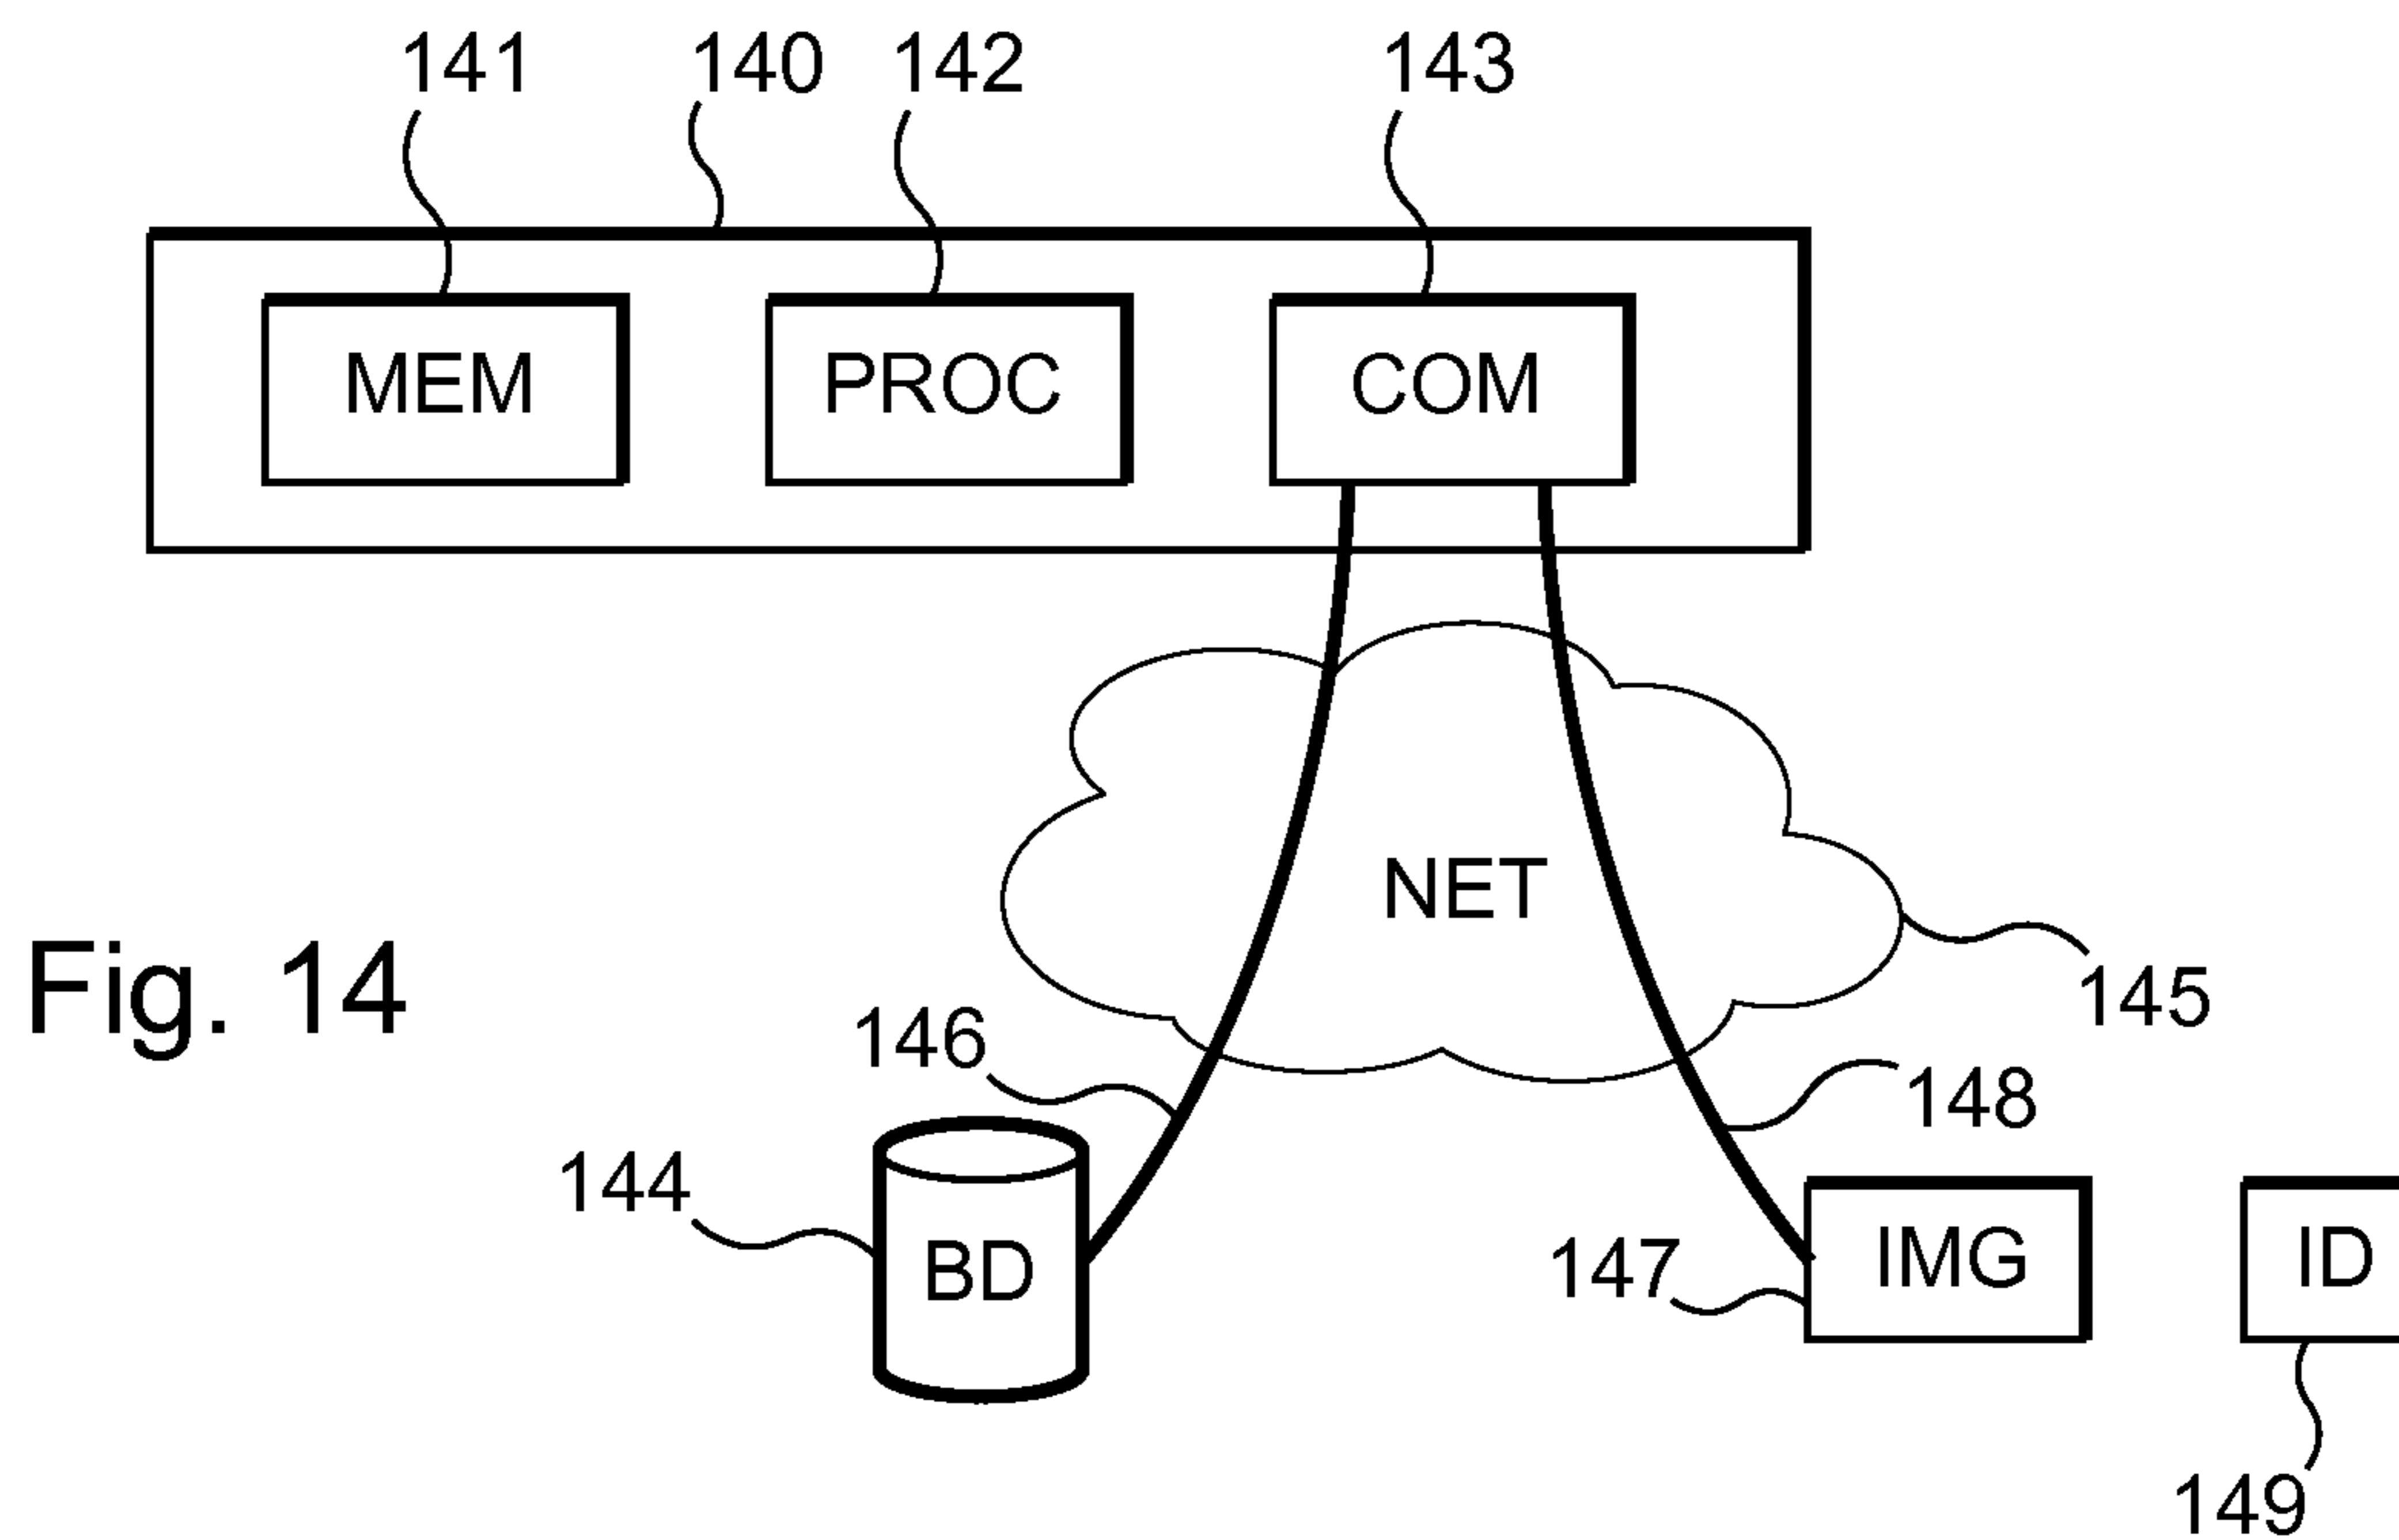 141 140 142 143
MEM PROC COM
NET
Fig. 14
145
146
148
144
BD
147
IMG
ID
149